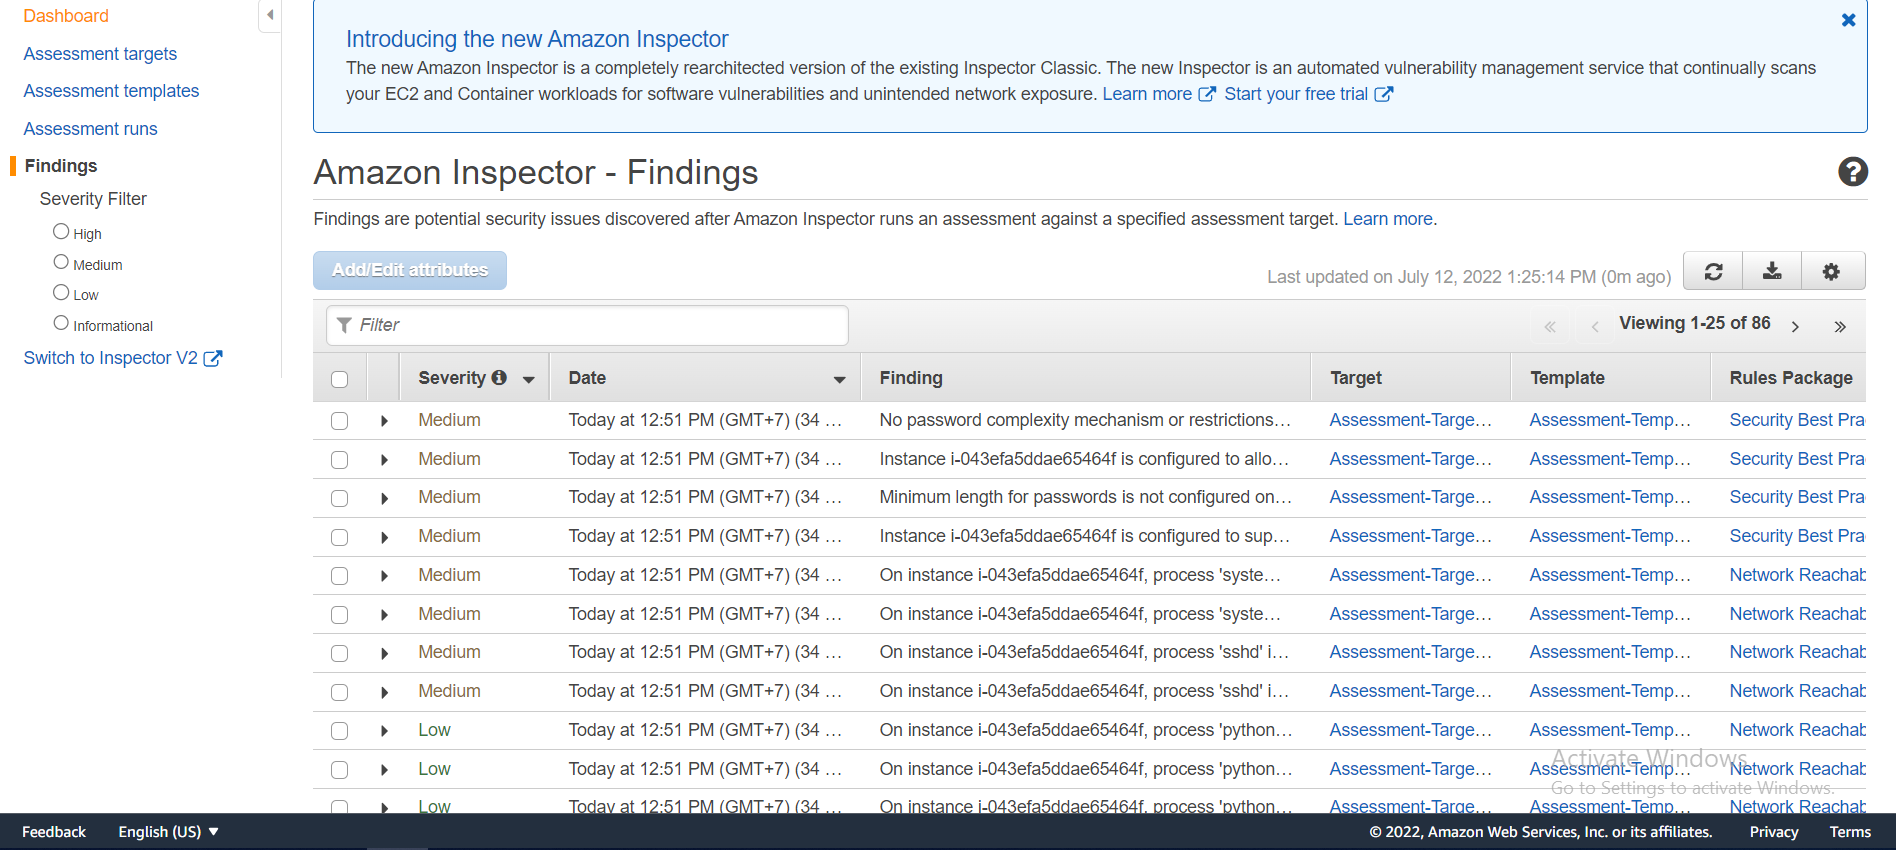 Dashboard
Assessment targets
Assessment templates
Assessment runs
Findings
Severity Filter
High
Medium
Low
Informational
Switch to Inspector V2
Introducing the new Amazon Inspector
The new Amazon Inspector is a completely rearchitected version of the existing Inspector Classic. The new Inspector is an automated vulnerability management service that continually scans
your EC2 and Container workloads for software vulnerabilities and unintended network exposure. Learn more Start your free trial
Amazon Inspector - Findings
Findings are potential security issues discovered after Amazon Inspector runs an assessment against a specified assessment target. Learn more.
Add/Edit attributes
Last updated on July 12, 2022 1:25:14 PM (0m ago)
Filter
Viewing 1-25 of 86
Severity Date Finding Target Template Rules Package
Medium Today at 12:51 PM (GMT+7) (34 ... No password complexity mechanism or restrictions... Assessment-Targe... Assessment-Temp... Security Best Pra
Medium Today at 12:51 PM (GMT+7) (34 ... Instance i-043efa5ddae65464f is configured to allo... Assessment-Targe... Assessment-Temp... Security Best Pra
Medium Today at 12:51 PM (GMT+7) (34 ... Minimum length for passwords is not configured on... Assessment-Targe... Assessment-Temp... Security Best Pra
Medium Today at 12:51 PM (GMT+7) (34 ... Instance i-043efa5ddae65464f is configured to sup... Assessment-Targe... Assessment-Temp... Security Best Pra
Medium Today at 12:51 PM (GMT+7) (34 ... On instance i-043efa5ddae65464f, process 'syste... Assessment-Targe... Assessment-Temp... Network Reachab
Medium Today at 12:51 PM (GMT+7) (34 ... On instance i-043efa5ddae65464f, process 'syste... Assessment-Targe... Assessment-Temp... Network Reachab
Medium Today at 12:51 PM (GMT+7) (34 ... On instance i-043efa5ddae65464f, process 'sshd' i... Assessment-Targe... Assessment-Temp... Network Reachab
Medium Today at 12:51 PM (GMT+7) (34 ... On instance i-043efa5ddae65464f, process 'sshd' i... Assessment-Targe... Assessment-Temp... Network Reachab
Low Today at 12:51 PM (GMT+7) (34 ... On instance i-043efa5ddae65464f, process 'python... Assessment-Targe... Assessment-Temp... Network Reachab
Low Today at 12:51 PM (GMT+7) (34 ... On instance i-043efa5ddae65464f, process 'python... Assessment-Targe... Assessment-Temp... Network Reachab
Low Today at 12:51 PM (GMT+7) (34 ... On instance i-043efa5ddae65464f, process 'python... Assessment-Targe... Assessment-Temp... Network Reachab
Activate Windows
Go to Settings to activate Windows.
Feedback English (US) © 2022, Amazon Web Services, Inc. or its affiliates. Privacy Terms